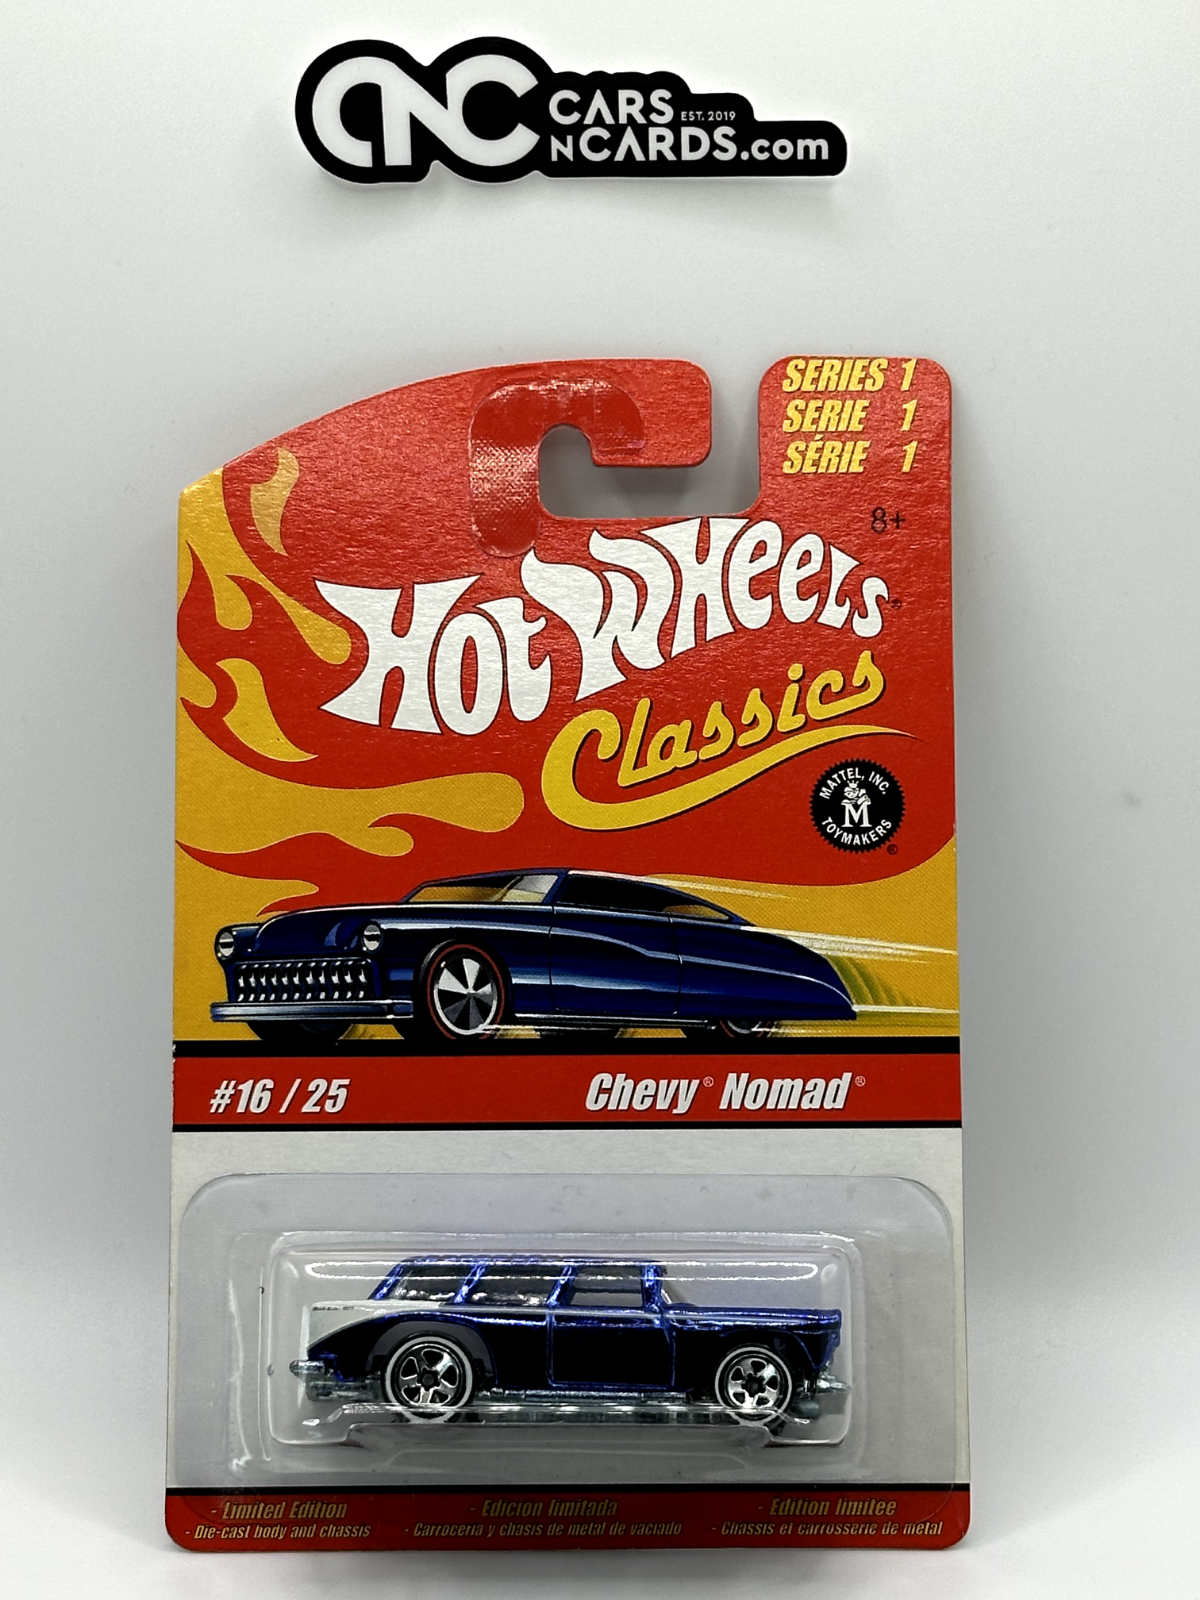 CNC CARS EST. 2019
NCARDS.com
SERIES 1
SERIE 1
SÉRIE 1
8+
HOT WHEELS®
Classics
MATTEL, INC.
M
TOYMAKERS
®
#16 / 25 Chevy® Nomad®
- Limited Edition - Edicion limitada - Edition limitee
- Die-cast body and chassis - Carroceria y chasis de metal de vaciado - Chassis et carrosserie de metal